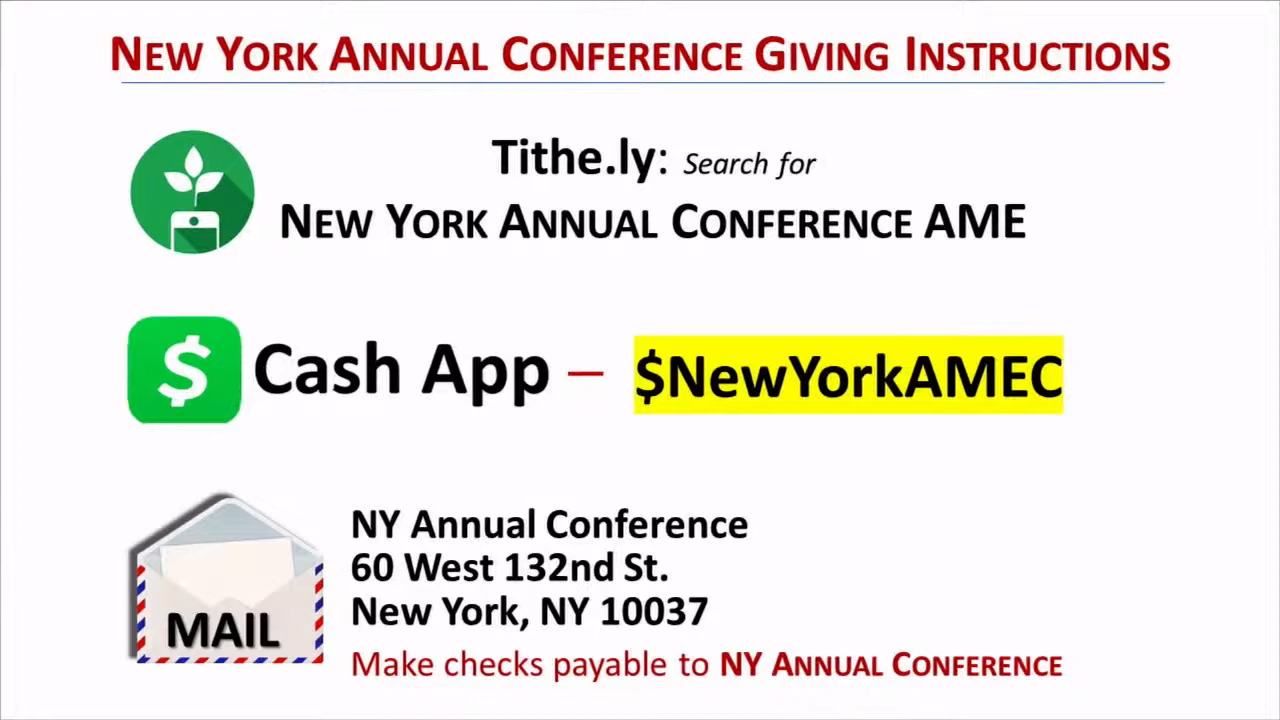 NEW YORK ANNUAL CONFERENCE GIVING INSTRUCTIONS
Tithe.ly: Search for
NEW YORK ANNUAL CONFERENCE AME
$ Cash App – $NewYorkAMEC
MAIL
NY Annual Conference
60 West 132nd St.
New York, NY 10037
Make checks payable to NY ANNUAL CONFERENCE